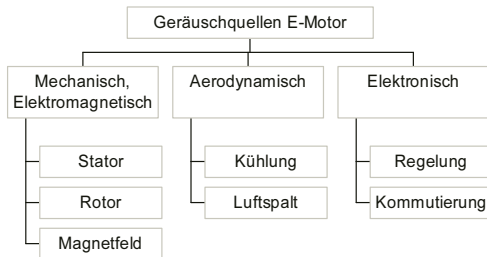 Geräuschquellen E-Motor
Mechanisch,
Elektromagnetisch
Aerodynamisch
Elektronisch
Stator
Kühlung
Regelung
Rotor
Luftspalt
Kommutierung
Magnetfeld